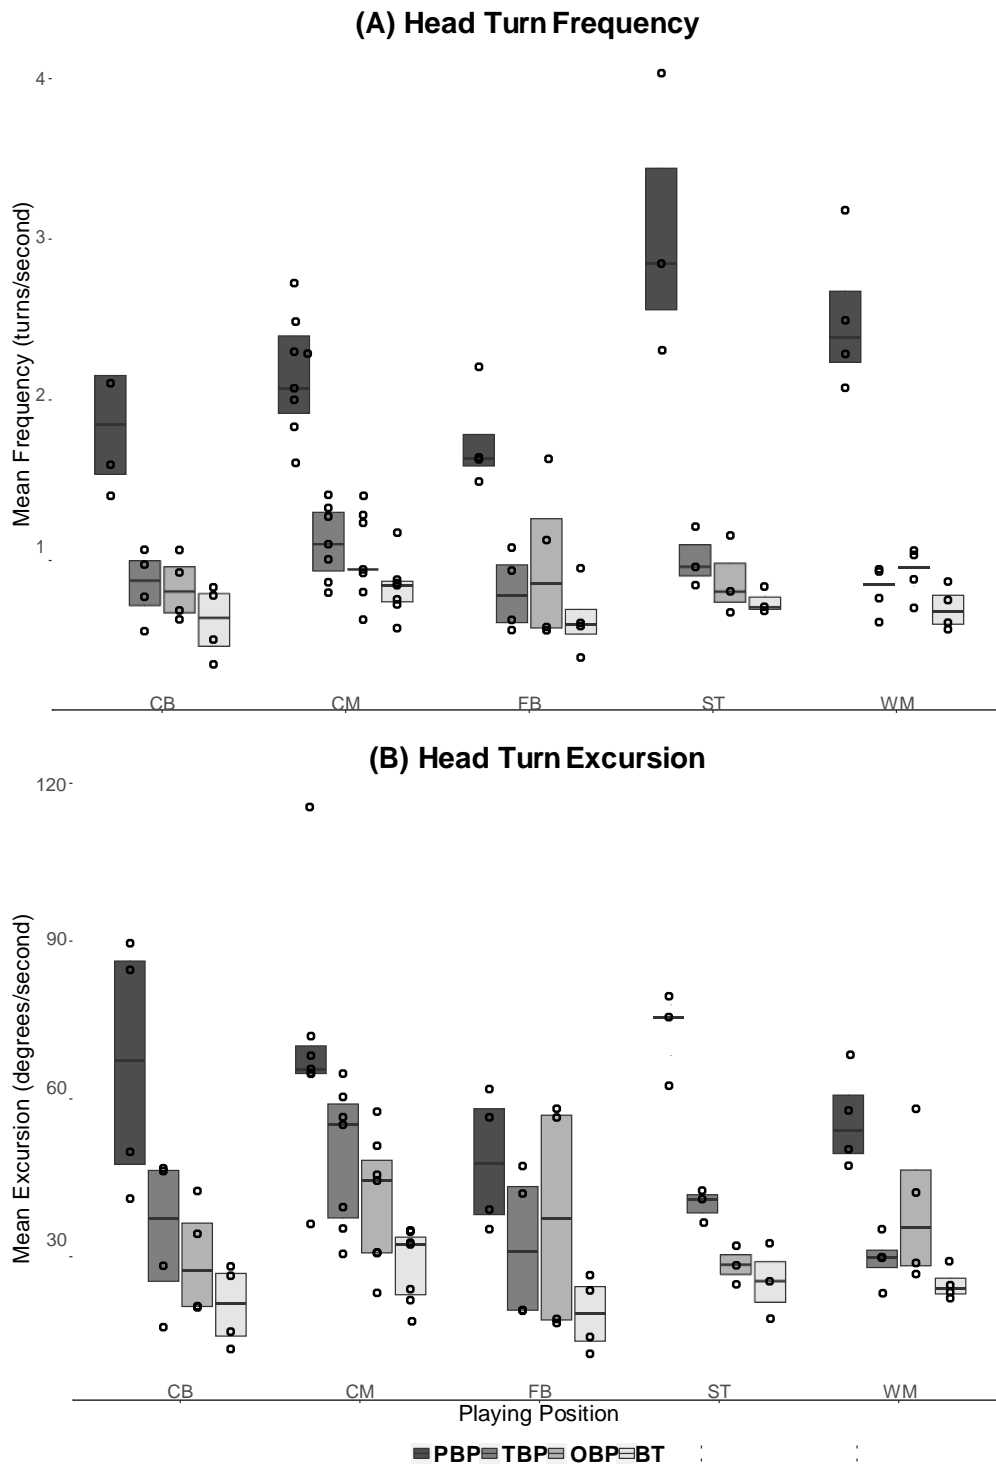 (A) Head Turn Frequency
Mean Frequency (turns/second)
4
3
2
1
CB CM FB ST WM
(B) Head Turn Excursion
Mean Excursion (degrees/second)
120
90
60
30
CB CM FB ST WM
Playing Position
PBP TBP OBP BT